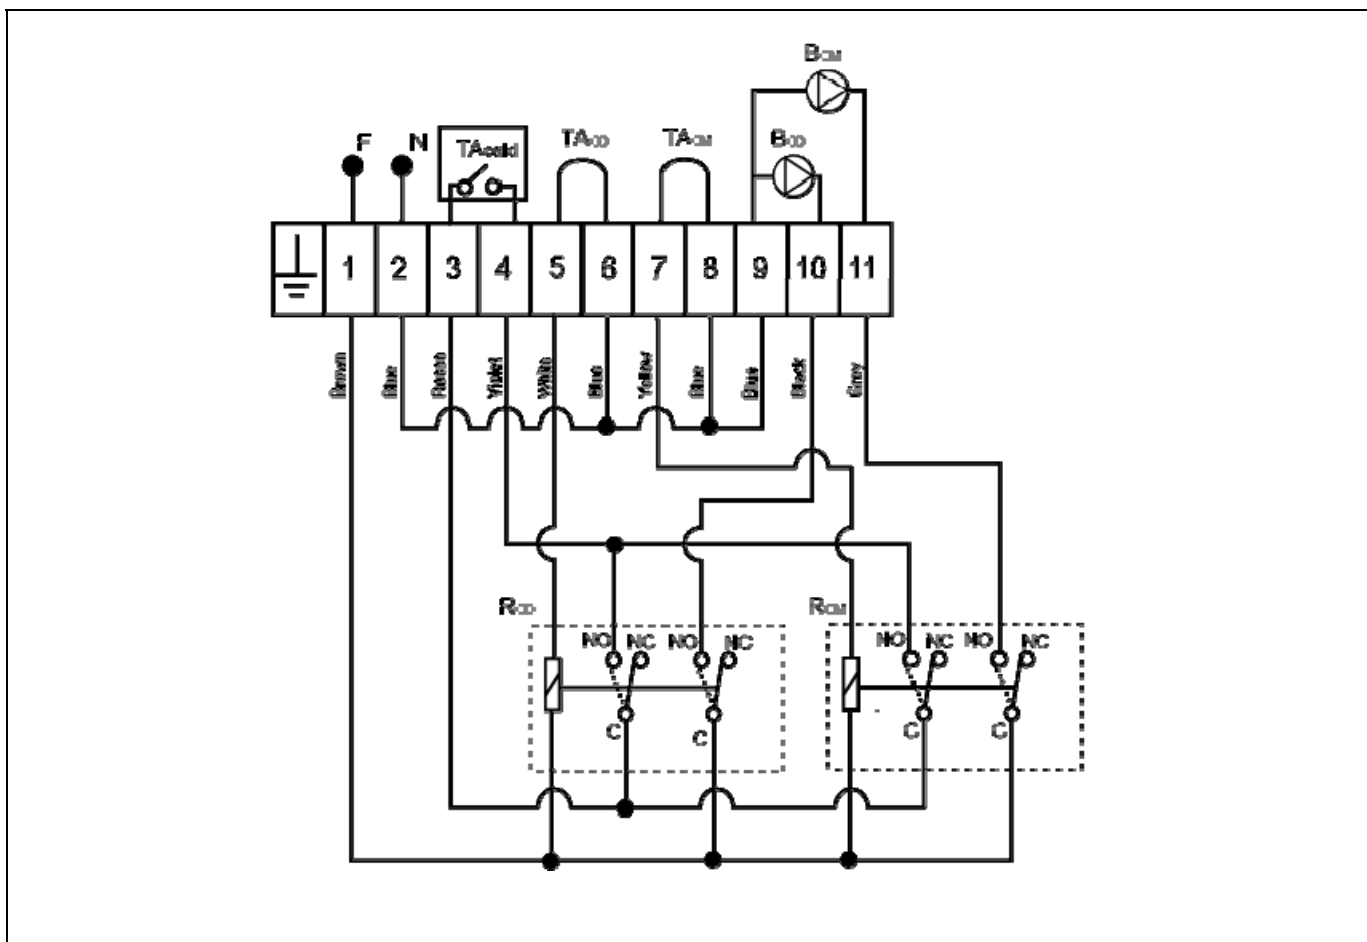 BCM
F N TAcald TACD TACM BCD
1 2 3 4 5 6 7 8 9 10 11
Brown Blue Violet White Blue Yellow Blue Blue Black Grey
RCD RCM
NO NC NO NC NO NC NO NC
C C C C